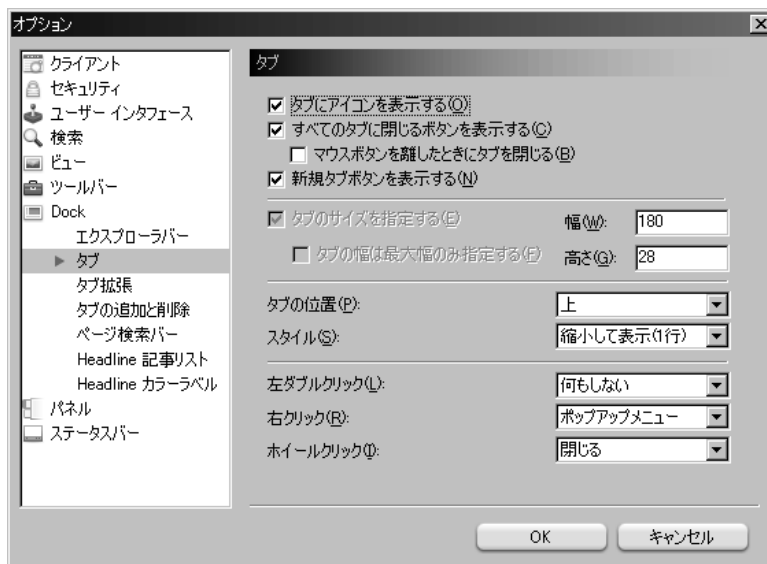 オプション
クライアント
セキュリティ
ユーザー インタフェース
検索
ビュー
ツールバー
Dock
エクスプローラバー
タブ
タブ拡張
タブの追加と削除
ページ検索バー
Headline 記事リスト
Headline カラーラベル
パネル
ステータスバー
タブ
タブにアイコンを表示する(O)
すべてのタブに閉じるボタンを表示する(C)
マウスボタンを離したときにタブを閉じる(B)
新規タブボタンを表示する(N)
タブのサイズを指定する(E) 幅(W): 180
タブの幅は最大幅のみ指定する(F) 高さ(G): 28
タブの位置(P): 上
スタイル(S): 縮小して表示(1行)
左ダブルクリック(L): 何もしない
右クリック(R): ポップアップメニュー
ホイールクリック(I): 閉じる
OK キャンセル